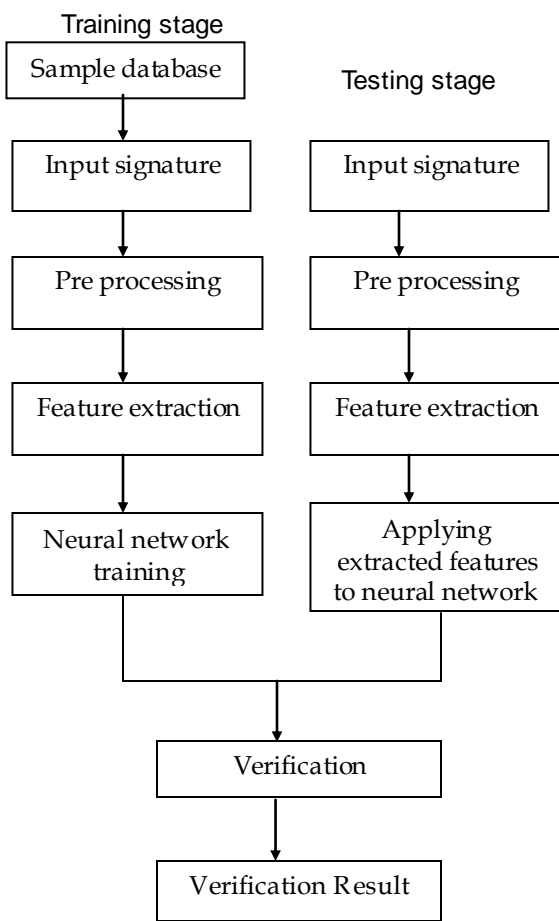 Training stage
Sample database
Testing stage
Input signature
Input signature
Pre processing
Pre processing
Feature extraction
Feature extraction
Neural network
training
Applying
extracted features
to neural network
Verification
Verification Result